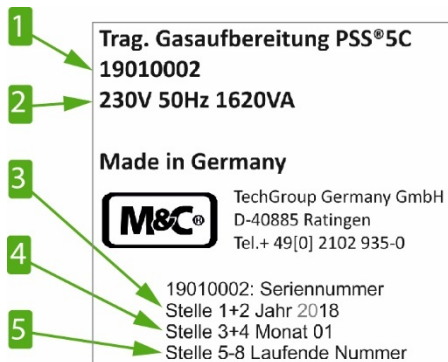 1
Trag. Gasaufbereitung PSS®5C
19010002
2
230V 50Hz 1620VA
Made in Germany
3
M&C®
TechGroup Germany GmbH
D-40885 Ratingen
Tel.+ 49[0] 2102 935-0
4
19010002: Seriennummer
Stelle 1+2 Jahr 2018
Stelle 3+4 Monat 01
5
Stelle 5-8 Laufende Nummer